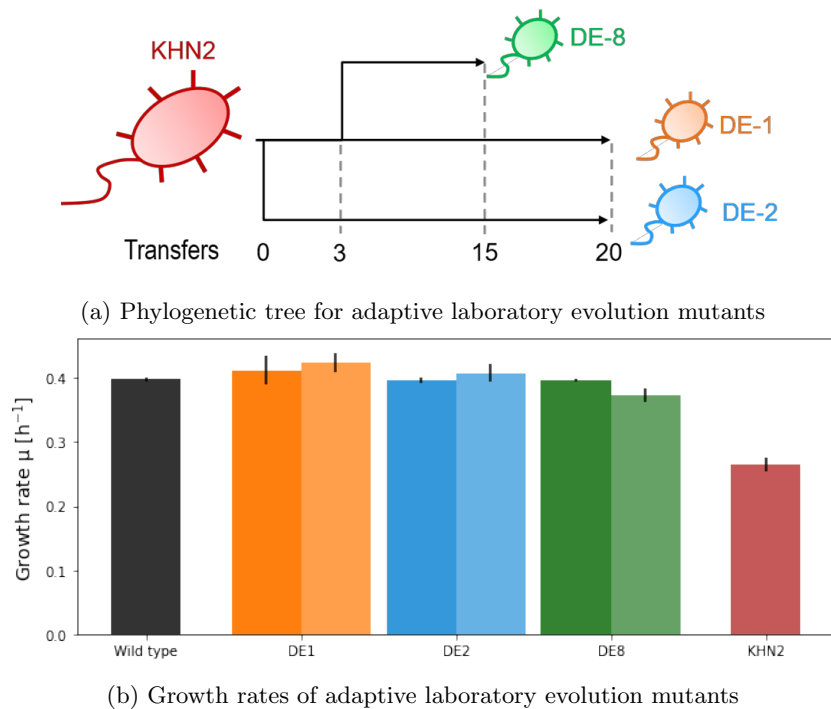 KHN2
DE-8
DE-1
DE-2
Transfers 0 3 15 20
(a) Phylogenetic tree for adaptive laboratory evolution mutants
Growth rate µ [h⁻¹]
0.4
0.3
0.2
0.1
0.0
Wild type DE1 DE2 DE8 KHN2
(b) Growth rates of adaptive laboratory evolution mutants